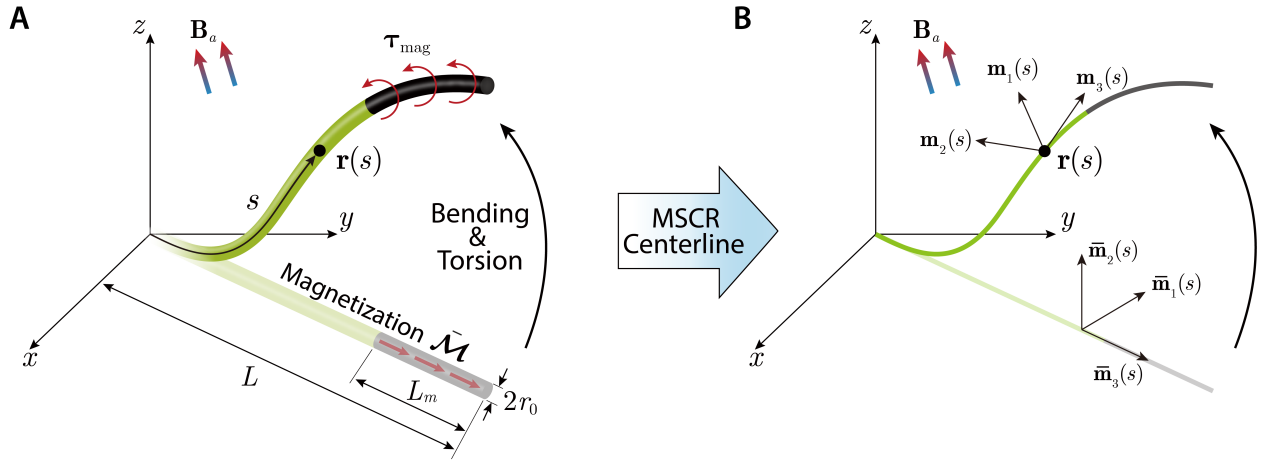 A
z
B_a
τ_mag
r(s)
s
y
Bending
&
Torsion
Magnetization 𝓜̄
x
L
L_m
2r_0
MSCR
Centerline
B
z
B_a
m_1(s)
m_3(s)
m_2(s)
r(s)
y
m̄_2(s)
m̄_1(s)
x
m̄_3(s)